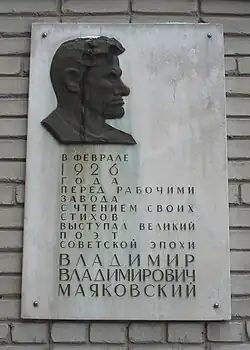 В ФЕВРАЛЕ
1926
ГОДА
ПЕРЕД РАБОЧИМИ
ЗАВОДА
С ЧТЕНИЕМ СВОИХ
СТИХОВ
ВЫСТУПАЛ ВЕЛИКИЙ
ПОЭТ
СОВЕТСКОЙ ЭПОХИ
ВЛАДИМИР
ВЛАДИМИРОВИЧ
МАЯКОВСКИЙ